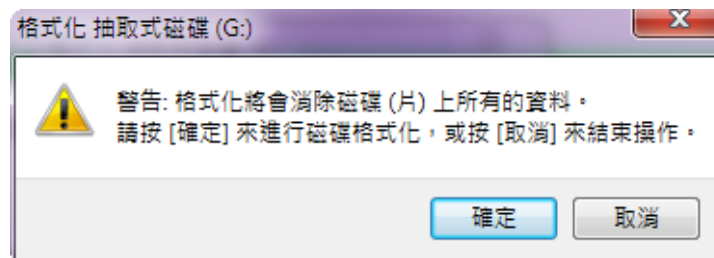 格式化 抽取式磁碟 (G:)
警告: 格式化將會消除磁碟 (片) 上所有的資料。
請按 [確定] 來進行磁碟格式化，或按 [取消] 來結束操作。
確定 取消